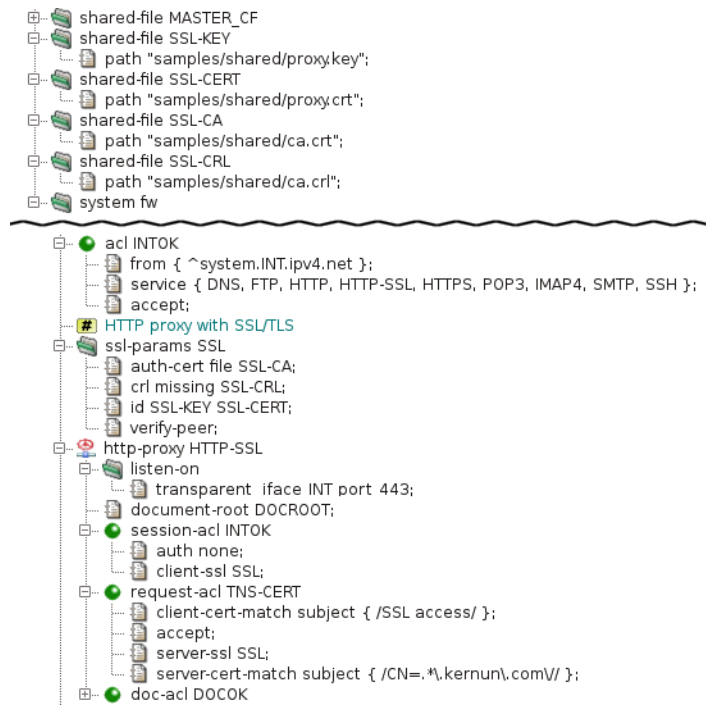 shared-file MASTER_CF
shared-file SSL-KEY
path "samples/shared/proxy.key";
shared-file SSL-CERT
path "samples/shared/proxy.crt";
shared-file SSL-CA
path "samples/shared/ca.crt";
shared-file SSL-CRL
path "samples/shared/ca.crl";
system fw
acl INTOK
from { ^system.INT.ipv4.net };
service { DNS, FTP, HTTP, HTTP-SSL, HTTPS, POP3, IMAP4, SMTP, SSH };
accept;
# HTTP proxy with SSL/TLS
ssl-params SSL
auth-cert file SSL-CA;
crl missing SSL-CRL;
id SSL-KEY SSL-CERT;
verify-peer;
http-proxy HTTP-SSL
listen-on
transparent iface INT port 443;
document-root DOCROOT;
session-acl INTOK
auth none;
client-ssl SSL;
request-acl TNS-CERT
client-cert-match subject { /SSL access/ };
accept;
server-ssl SSL;
server-cert-match subject { /CN=.*\.kernun\.com\// };
doc-acl DOCOK